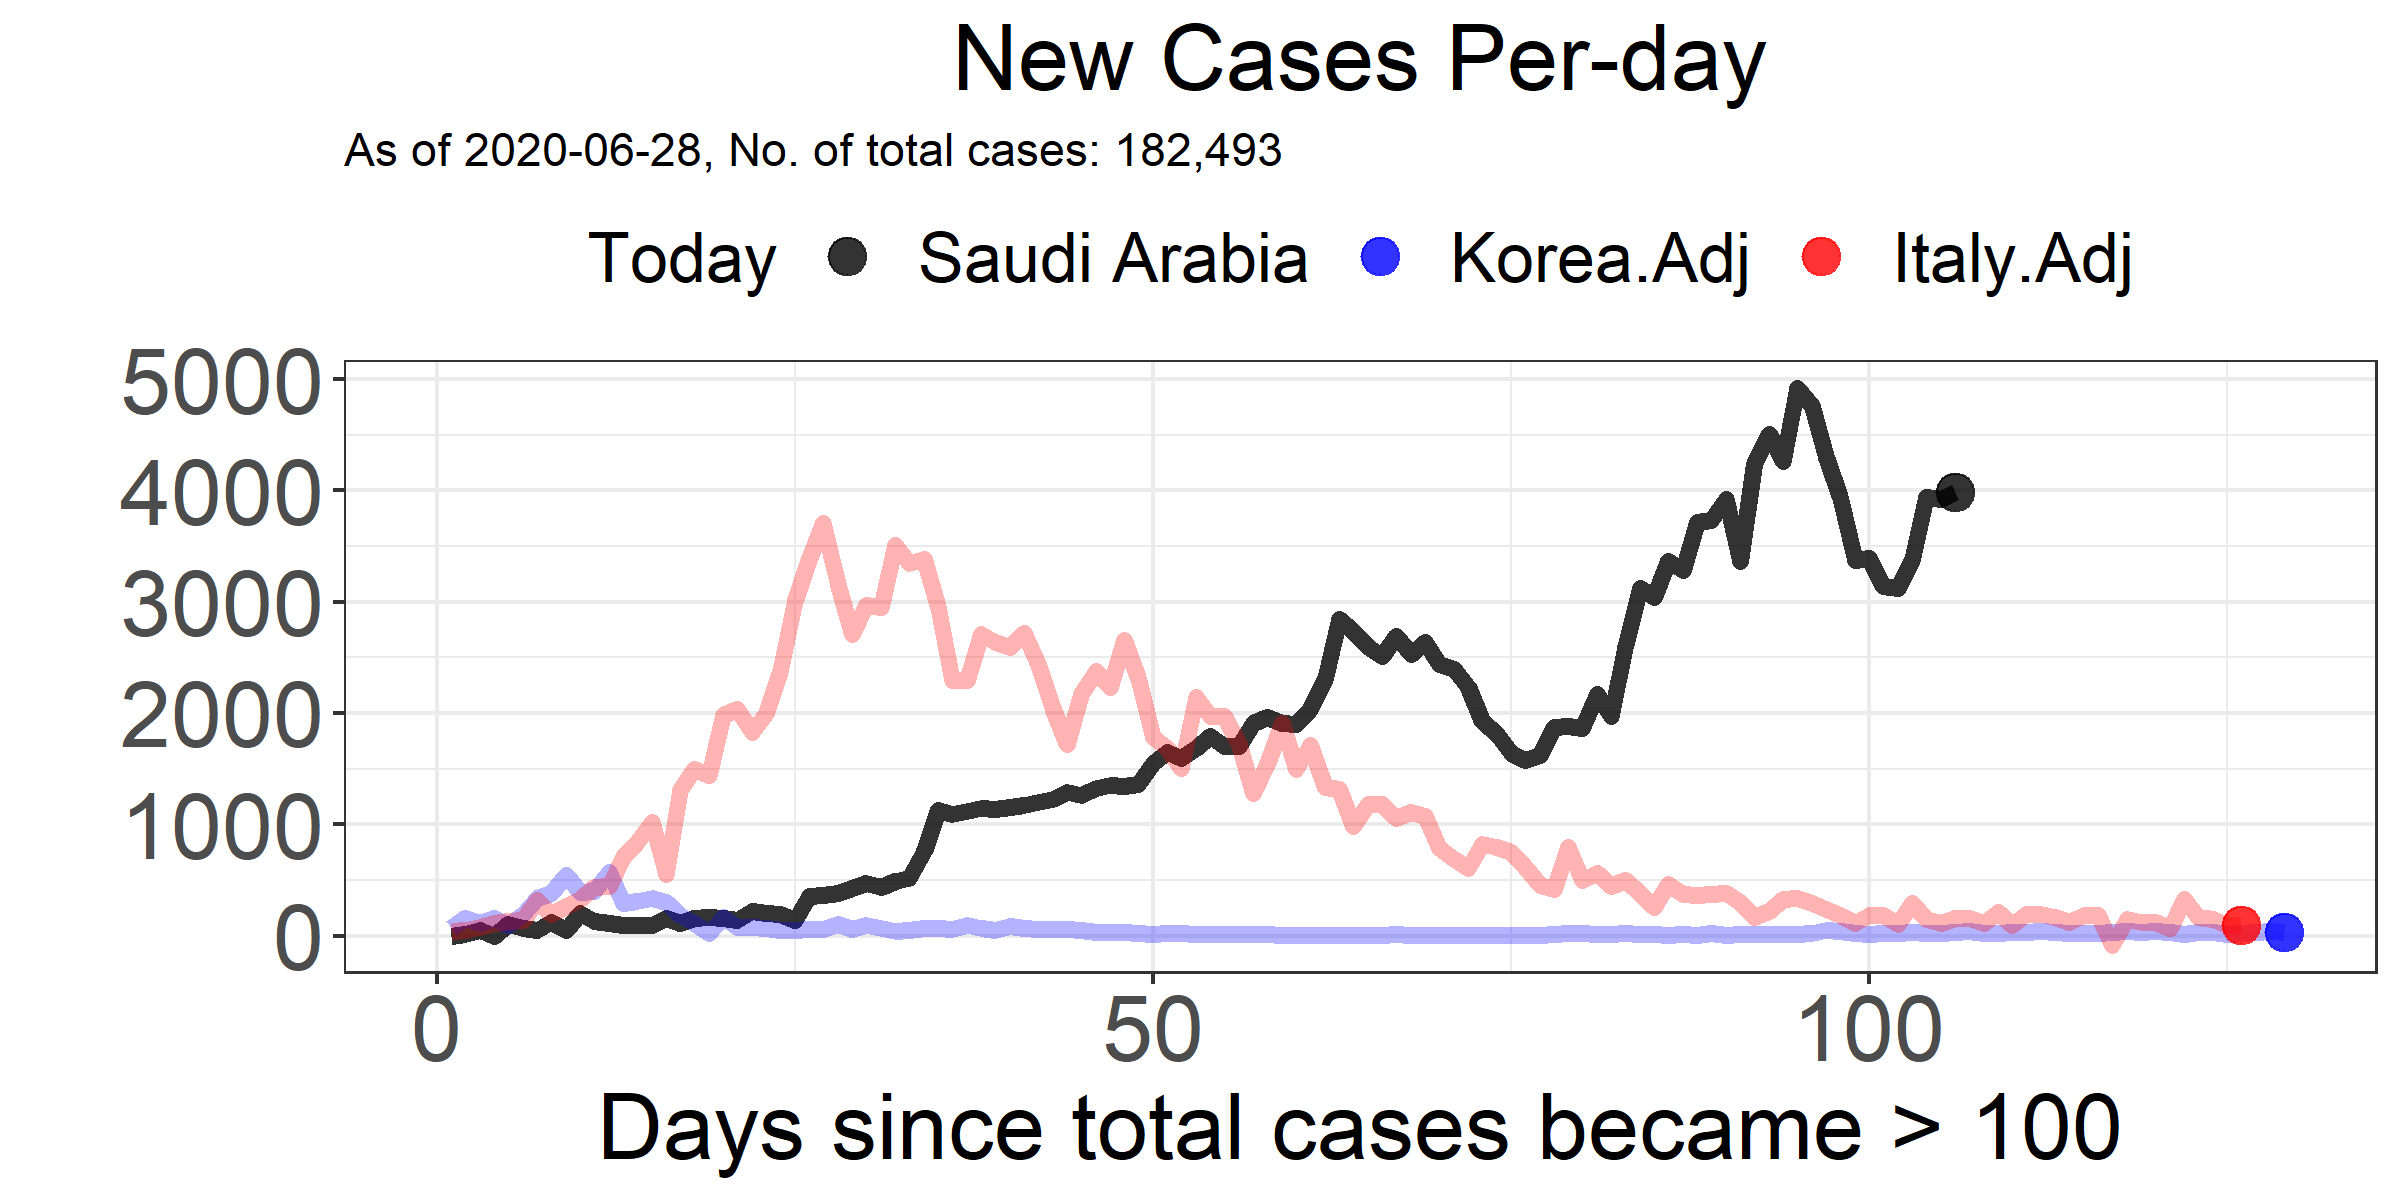 New Cases Per-day
As of 2020-06-28, No. of total cases: 182,493
Today Saudi Arabia Korea.Adj Italy.Adj
5000
4000
3000
2000
1000
0
0 50 100
Days since total cases became > 100